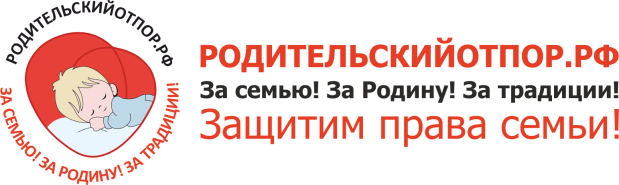 РОДИТЕЛЬСКИЙОТПОР.РФ
ЗА СЕМЬЮ! ЗА РОДИНУ! ЗА ТРАДИЦИИ!
РОДИТЕЛЬСКИЙОТПОР.РФ
За семью! За Родину! За традиции!
Защитим права семьи!